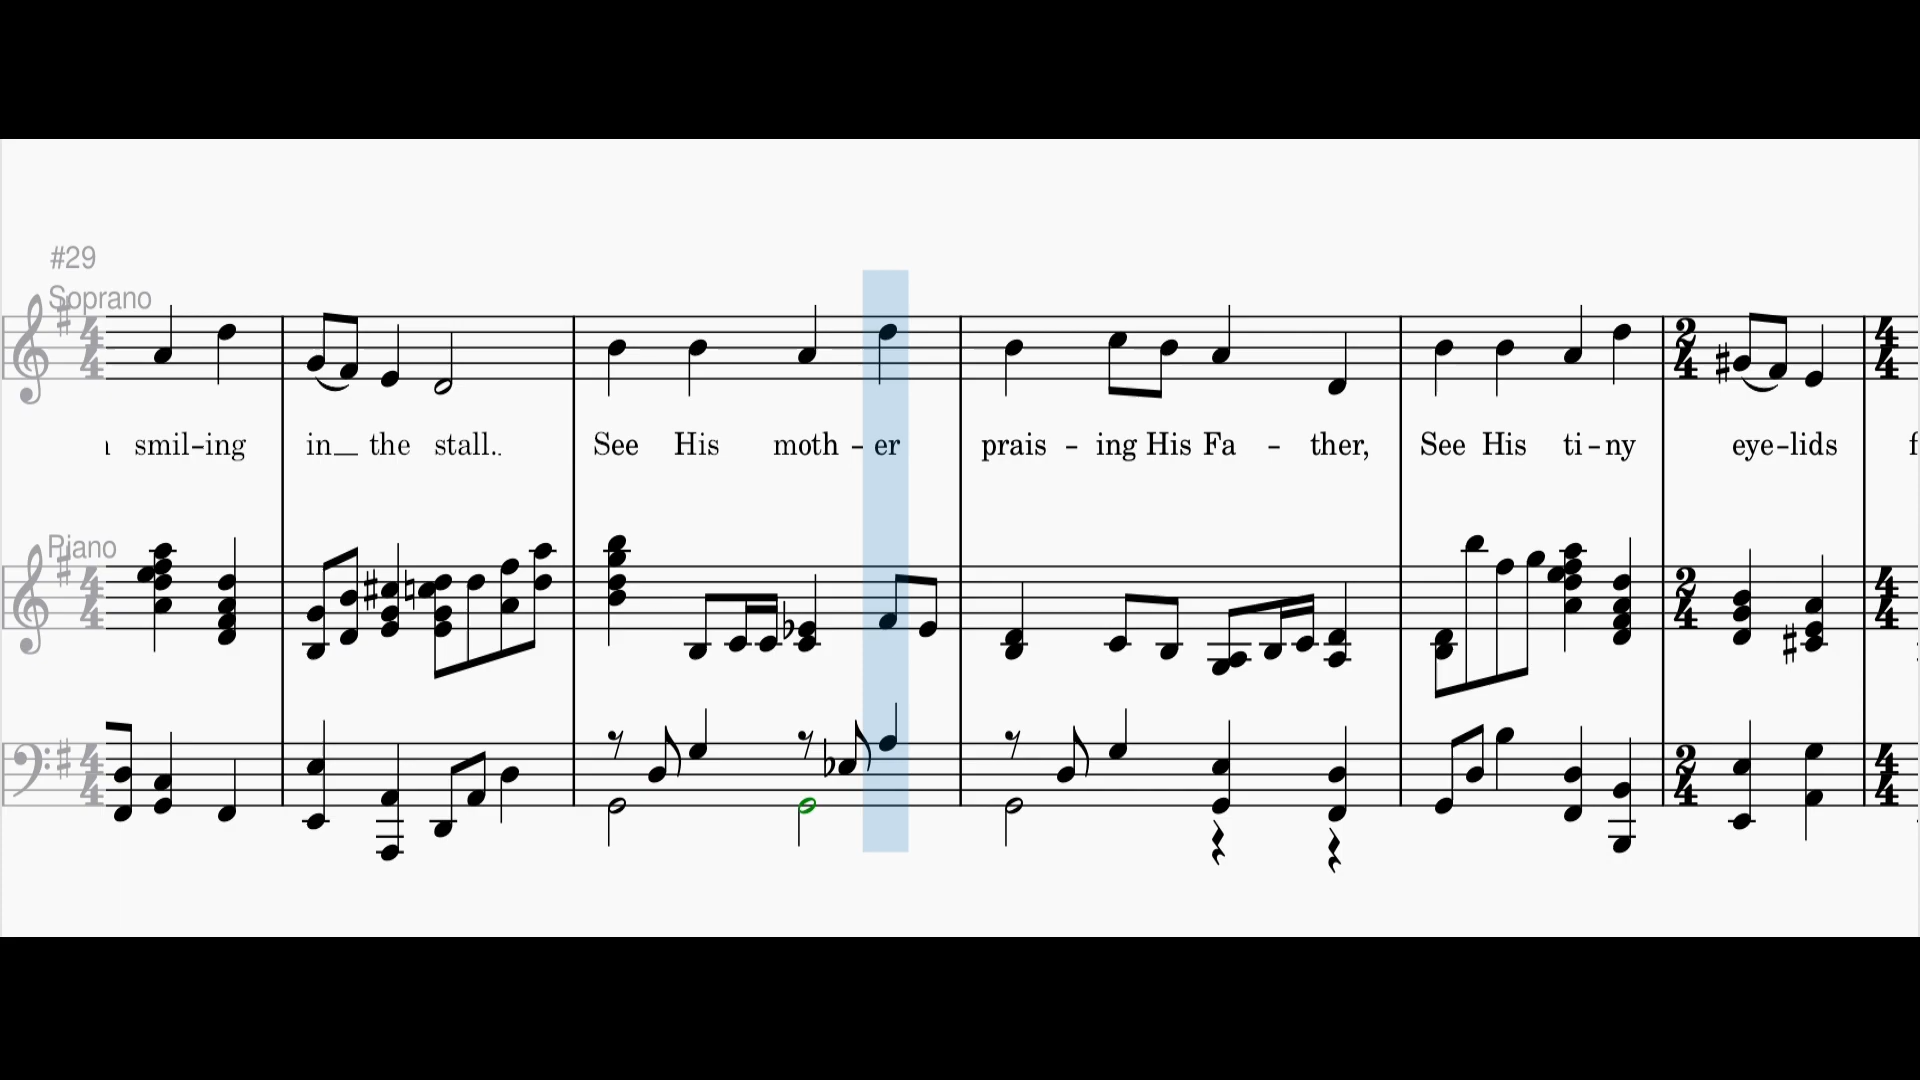 #29
Soprano
smil-ing in__ the stall.. See His moth-er prais-ing His Fa-ther, See His ti-ny eye-lids f
Piano